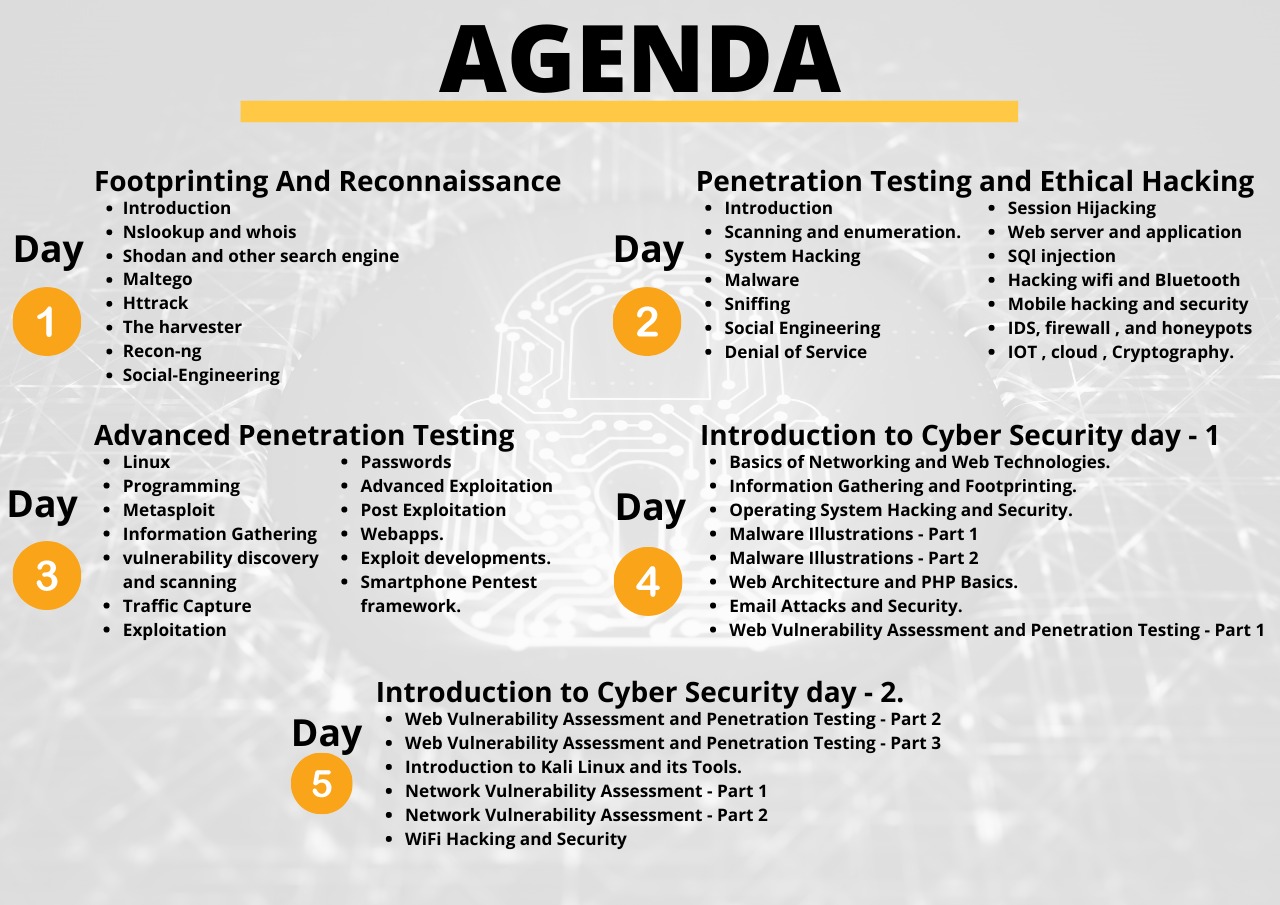 AGENDA
Day
1
Footprinting And Reconnaissance
Introduction
Nslookup and whois
Shodan and other search engine
Maltego
Httrack
The harvester
Recon-ng
Social-Engineering
Day
2
Penetration Testing and Ethical Hacking
Introduction
Scanning and enumeration.
System Hacking
Malware
Sniffing
Social Engineering
Denial of Service
Session Hijacking
Web server and application
SQl injection
Hacking wifi and Bluetooth
Mobile hacking and security
IDS, firewall , and honeypots
IOT , cloud , Cryptography.
Day
3
Advanced Penetration Testing
Linux
Programming
Metasploit
Information Gathering
vulnerability discovery
and scanning
Traffic Capture
Exploitation
Passwords
Advanced Exploitation
Post Exploitation
Webapps.
Exploit developments.
Smartphone Pentest
framework.
Day
4
Introduction to Cyber Security day - 1
Basics of Networking and Web Technologies.
Information Gathering and Footprinting.
Operating System Hacking and Security.
Malware Illustrations - Part 1
Malware Illustrations - Part 2
Web Architecture and PHP Basics.
Email Attacks and Security.
Web Vulnerability Assessment and Penetration Testing - Part 1
Day
5
Introduction to Cyber Security day - 2.
Web Vulnerability Assessment and Penetration Testing - Part 2
Web Vulnerability Assessment and Penetration Testing - Part 3
Introduction to Kali Linux and its Tools.
Network Vulnerability Assessment - Part 1
Network Vulnerability Assessment - Part 2
WiFi Hacking and Security